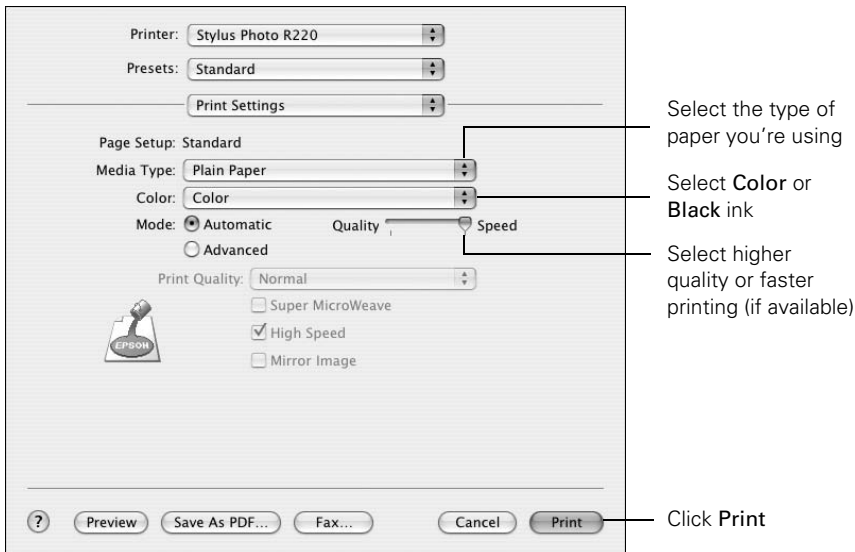 Printer: Stylus Photo R220
Presets: Standard
Print Settings
Page Setup: Standard
Media Type: Plain Paper
Color: Color
Mode: Automatic Quality Speed
Advanced
Print Quality: Normal
Super MicroWeave
High Speed
Mirror Image
EPSON
? Preview Save As PDF... Fax... Cancel Print
Select the type of
paper you're using
Select Color or
Black ink
Select higher
quality or faster
printing (if available)
Click Print